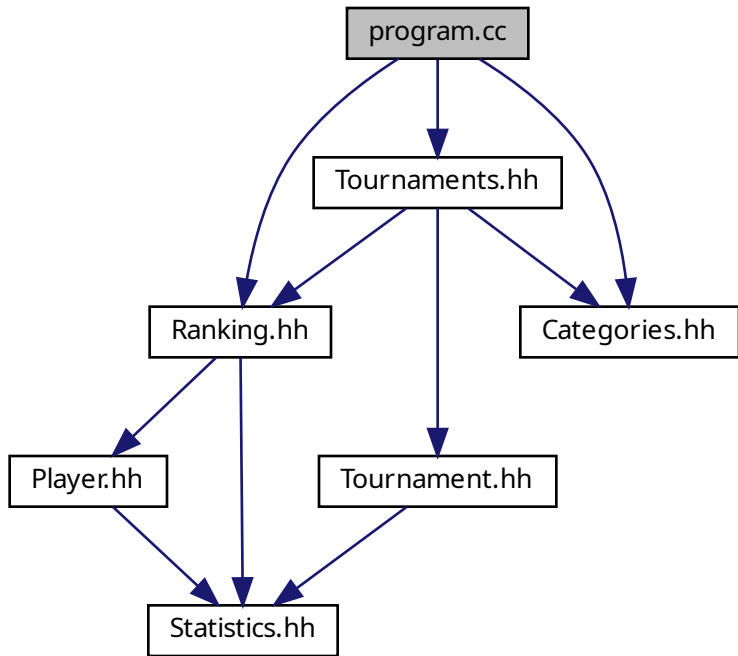 program.cc
Tournaments.hh
Ranking.hh
Categories.hh
Player.hh
Tournament.hh
Statistics.hh